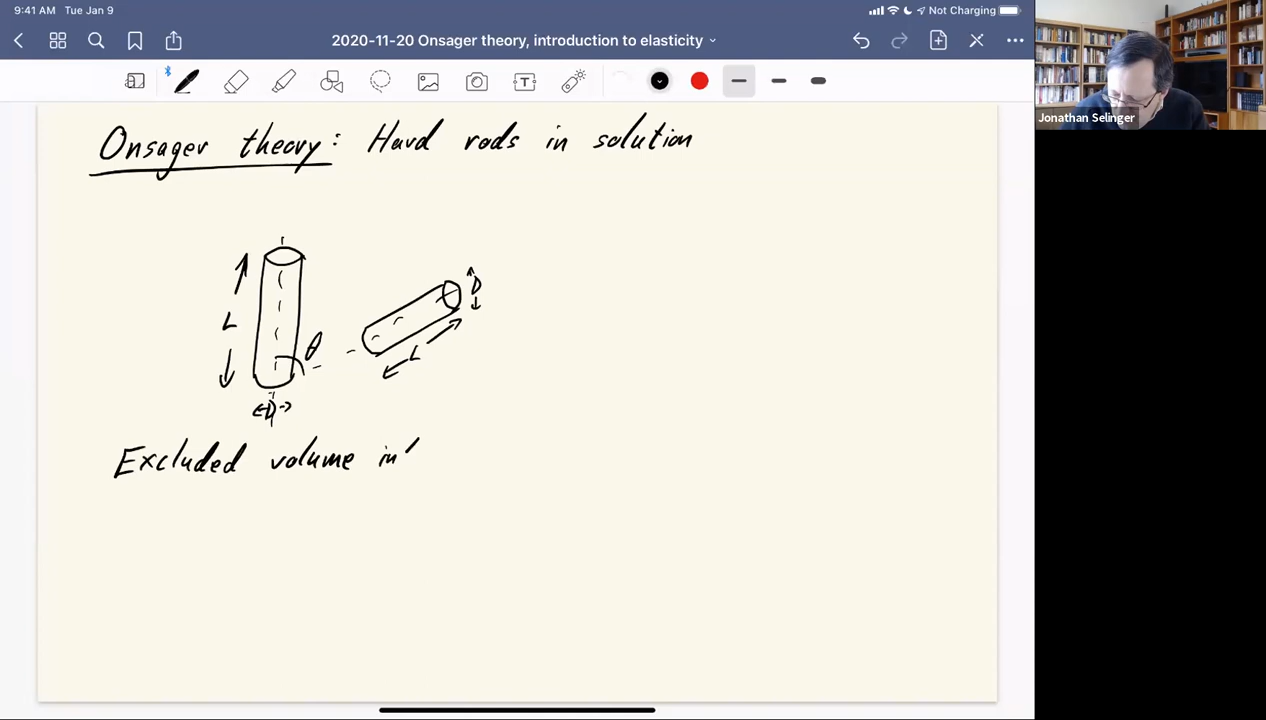 9:41 AM Tue Jan 9
Not Charging
2020-11-20 Onsager theory, introduction to elasticity
T
Jonathan Selinger
Onsager theory: Hard rods in solution
L
θ
D
D
L
Excluded volume in